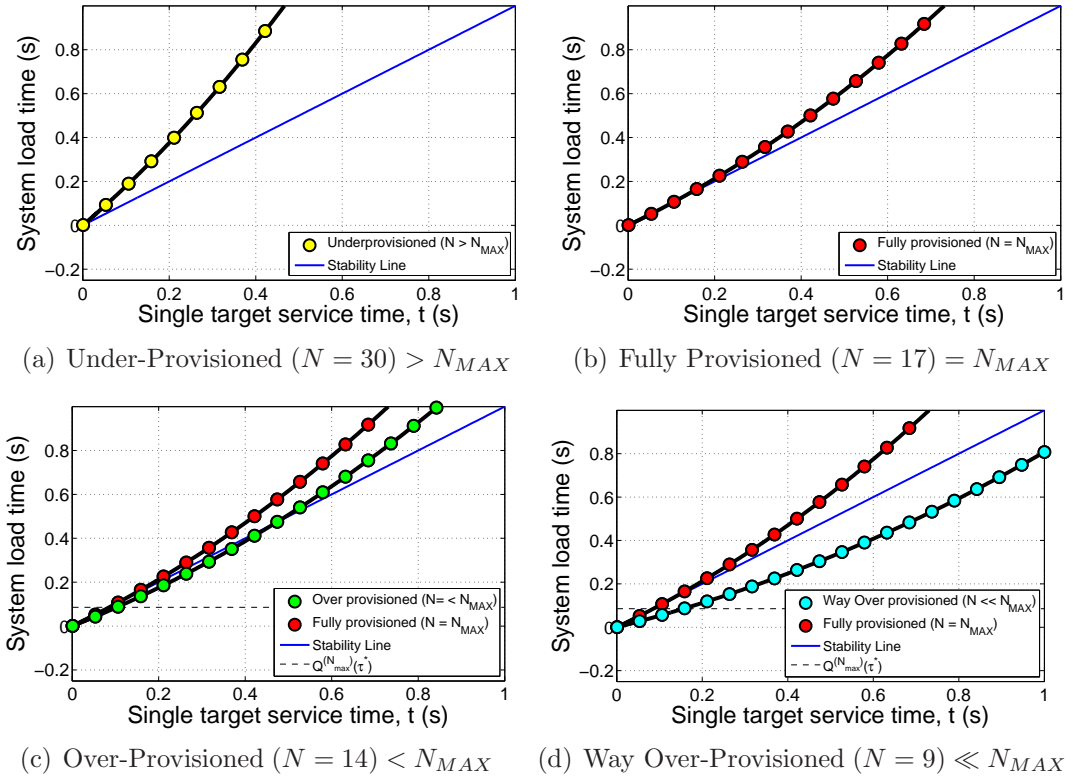 System load time (s)
0.8
0.6
0.4
0.2
0
−0.2
0 0.2 0.4 0.6 0.8 1
Single target service time, t (s)
Underprovisioned (N > N_MAX)
Stability Line
(a) Under-Provisioned (N = 30) > N_MAX
System load time (s)
0.8
0.6
0.4
0.2
0
−0.2
0 0.2 0.4 0.6 0.8 1
Single target service time, t (s)
Fully provisioned (N = N_MAX)
Stability Line
(b) Fully Provisioned (N = 17) = N_MAX
System load time (s)
0.8
0.6
0.4
0.2
0
−0.2
0 0.2 0.4 0.6 0.8 1
Single target service time, t (s)
Over provisioned (N= < N_MAX)
Fully provisioned (N = N_MAX)
Stability Line
Q^(N_max)(τ*)
(c) Over-Provisioned (N = 14) < N_MAX
System load time (s)
0.8
0.6
0.4
0.2
0
−0.2
0 0.2 0.4 0.6 0.8 1
Single target service time, t (s)
Way Over provisioned (N << N_MAX)
Fully provisioned (N = N_MAX)
Stability Line
Q^(N_max)(τ*)
(d) Way Over-Provisioned (N = 9) ≪ N_MAX